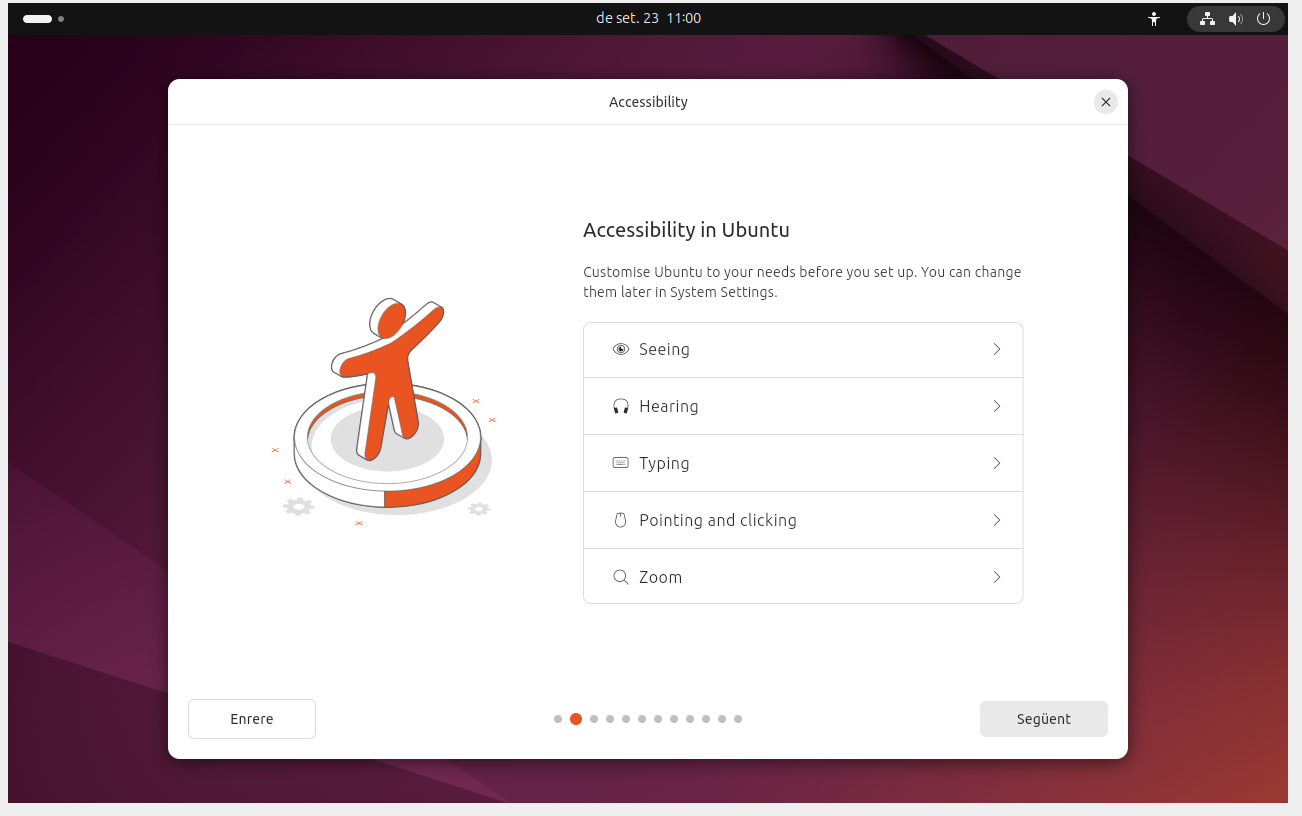 de set. 23 11:00
Accessibility
Accessibility in Ubuntu
Customise Ubuntu to your needs before you set up. You can change
them later in System Settings.
Seeing
Hearing
Typing
Pointing and clicking
Zoom
Enrere
Següent